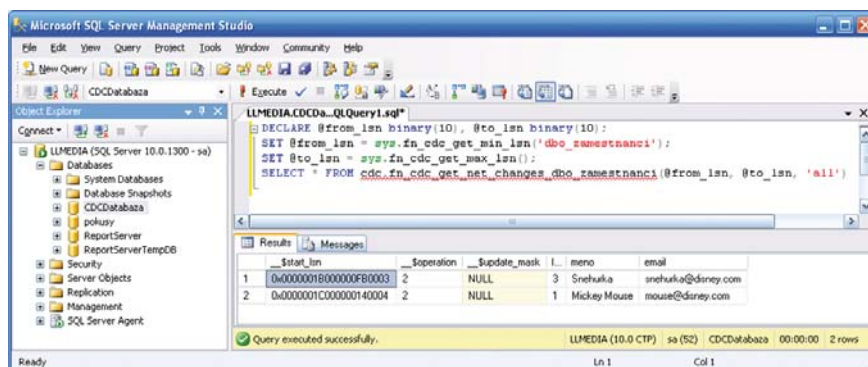 Microsoft SQL Server Management Studio
File Edit View Query Project Tools Window Community Help
New Query
CDCDatabaza Execute
Object Explorer
Connect
LLMEDIA (SQL Server 10.0.1300 - sa)
Databases
System Databases
Database Snapshots
CDCDatabaza
pokusy
ReportServer
ReportServerTempDB
Security
Server Objects
Replication
Management
SQL Server Agent
LLMEDIA.CDCDa...QLQuery1.sql*
DECLARE @from_lsn binary(10), @to_lsn binary(10);
SET @from_lsn = sys.fn_cdc_get_min_lsn('dbo_zamestnanci');
SET @to_lsn = sys.fn_cdc_get_max_lsn();
SELECT * FROM cdc.fn_cdc_get_net_changes_dbo_zamestnanci(@from_lsn, @to_lsn, 'all')
Results Messages
__$start_lsn __$operation __$update_mask I... meno email
1 0x0000001B000000FB0003 2 NULL 3 Snehurka snehurka@disney.com
2 0x0000001C000000140004 2 NULL 1 Mickey Mouse mouse@disney.com
Query executed successfully. LLMEDIA (10.0 CTP) sa (52) CDCDatabaza 00:00:00 2 rows
Ready Ln 1 Col 1